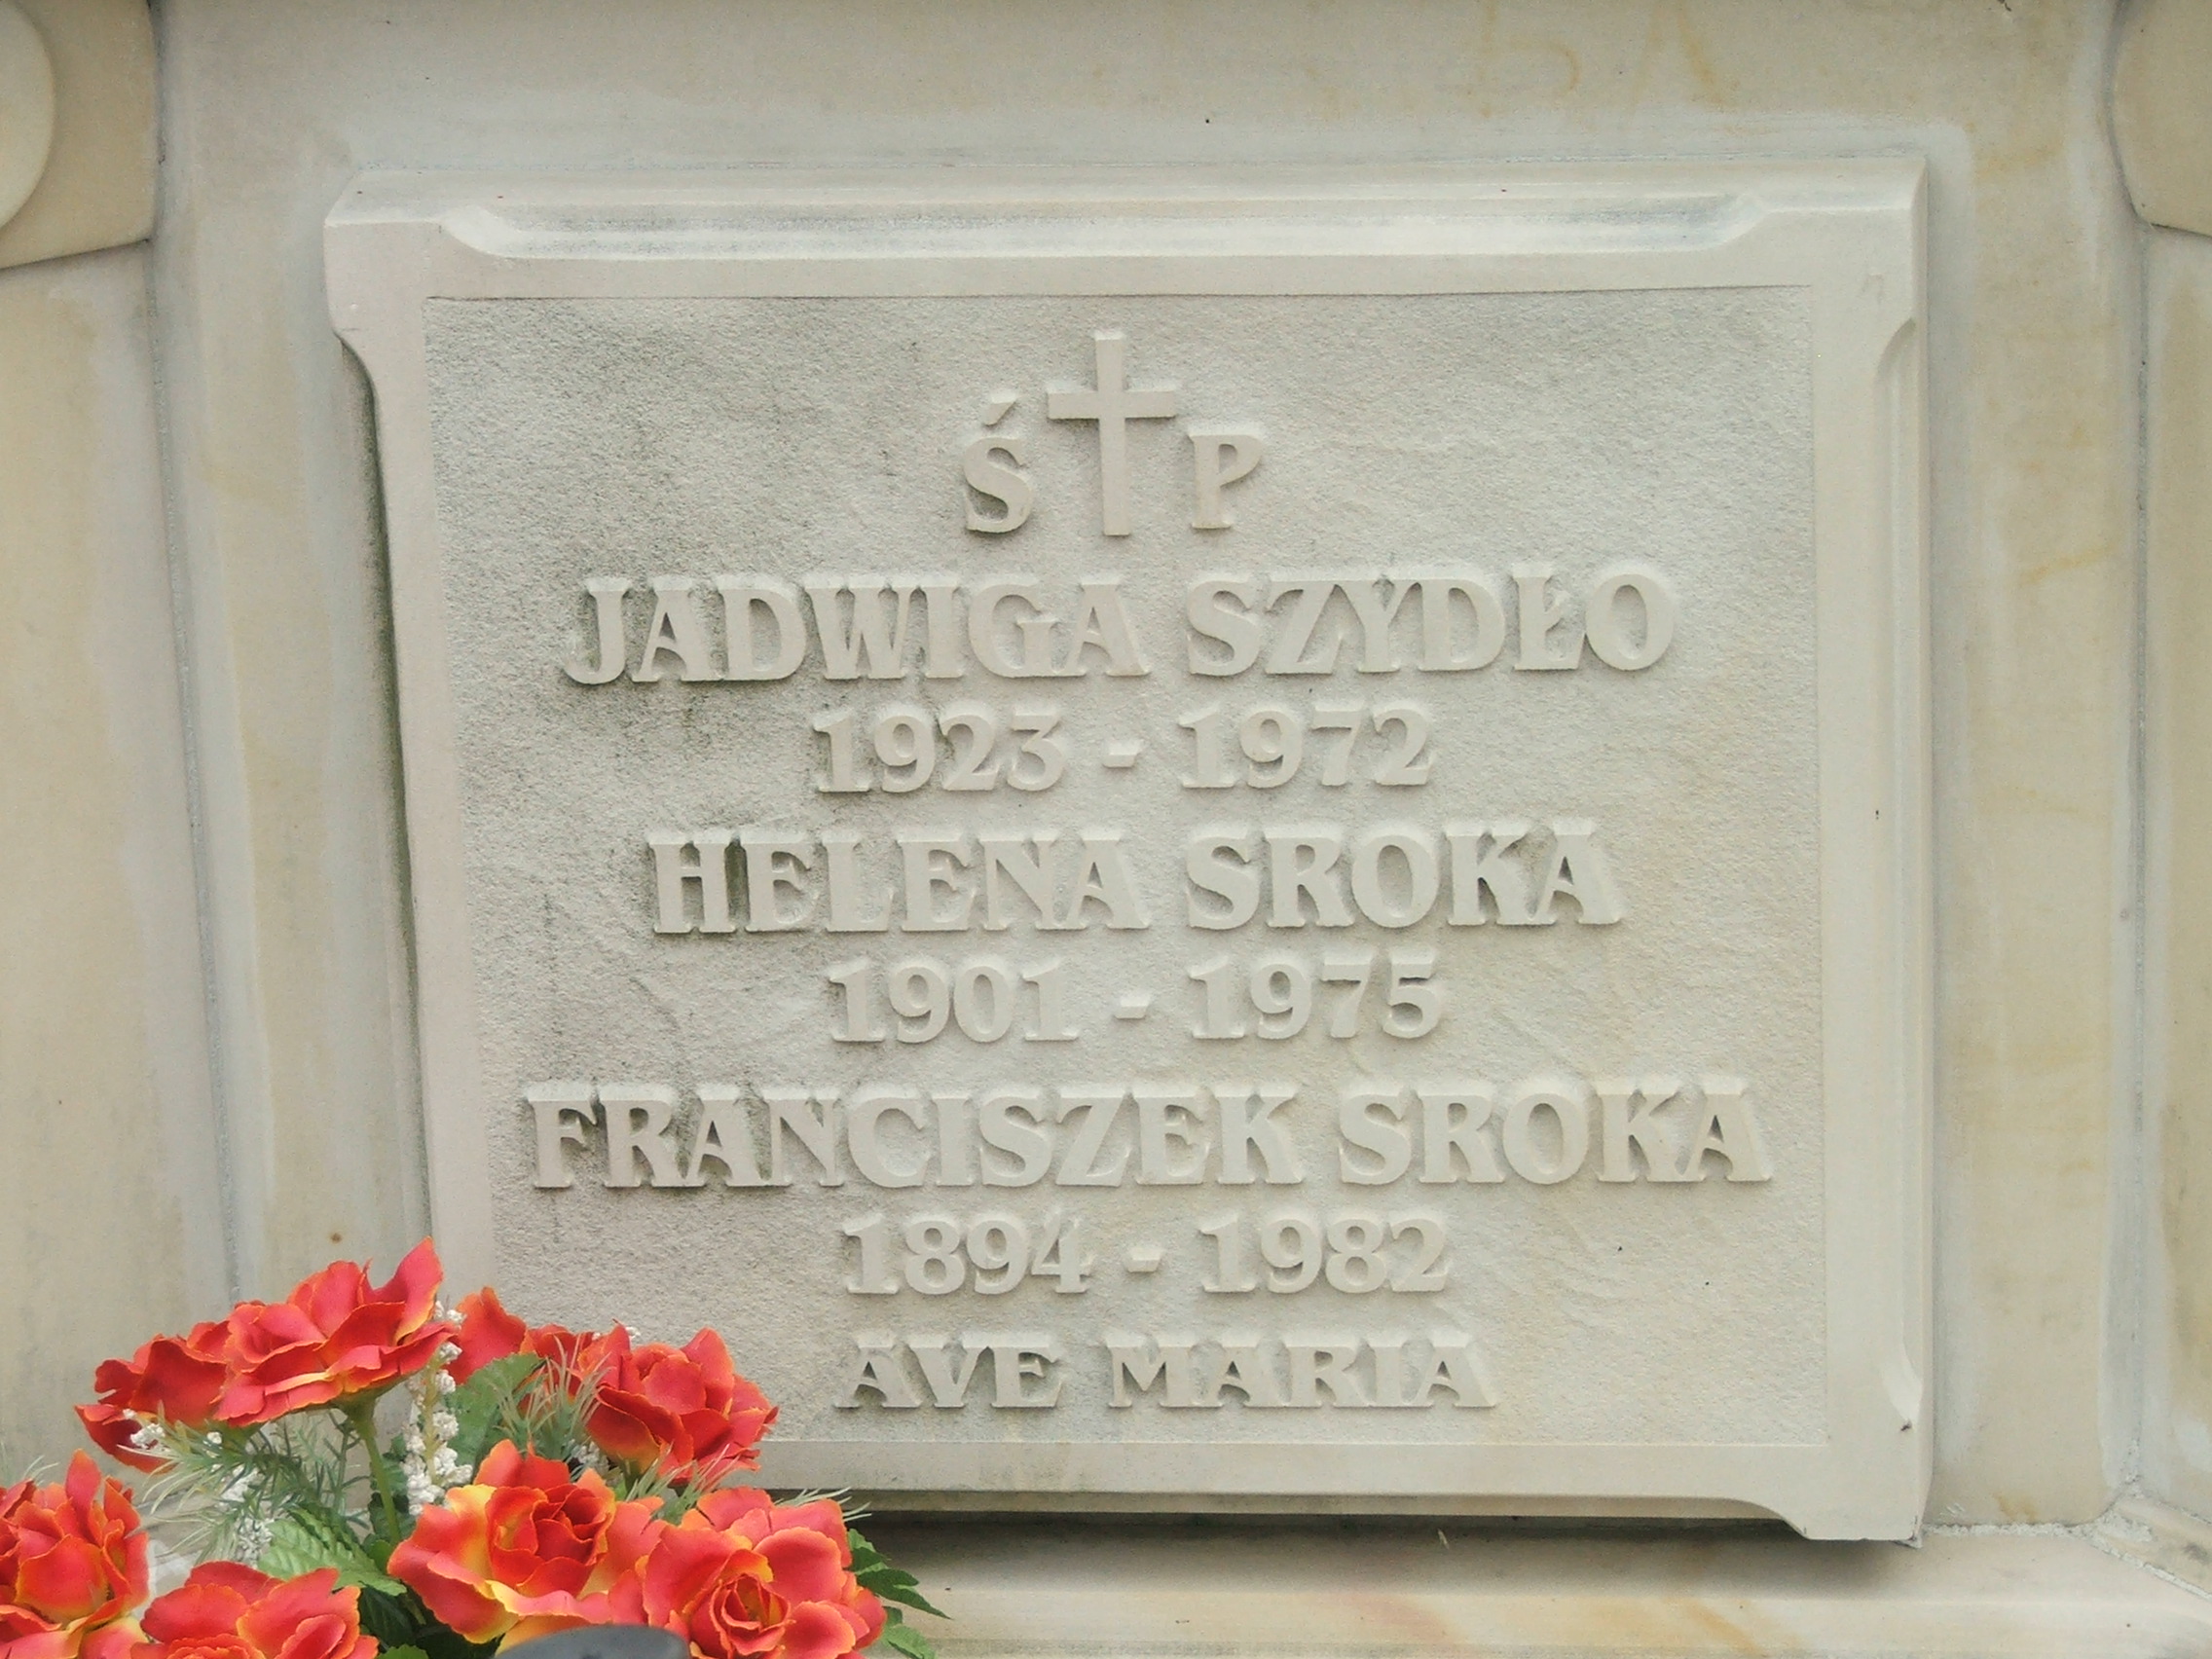 Ś P
JADWIGA SZYDŁO
1923 - 1972
HELENA SROKA
1901 - 1975
FRANCISZEK SROKA
1894 - 1982
AVE MARIA